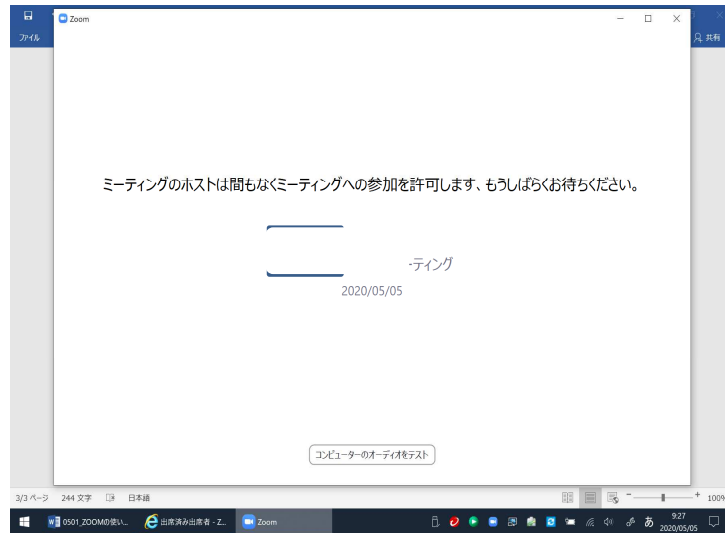 Zoom
ファイル
共有
ミーティングのホストは間もなくミーティングへの参加を許可します、もうしばらくお待ちください。
-ティング
2020/05/05
コンピューターのオーディオをテスト
3/3 ページ 244 文字 日本語 100%
0501_ZOOMの使い... 出席済み出席者 - Z... Zoom あ 9:27
2020/05/05